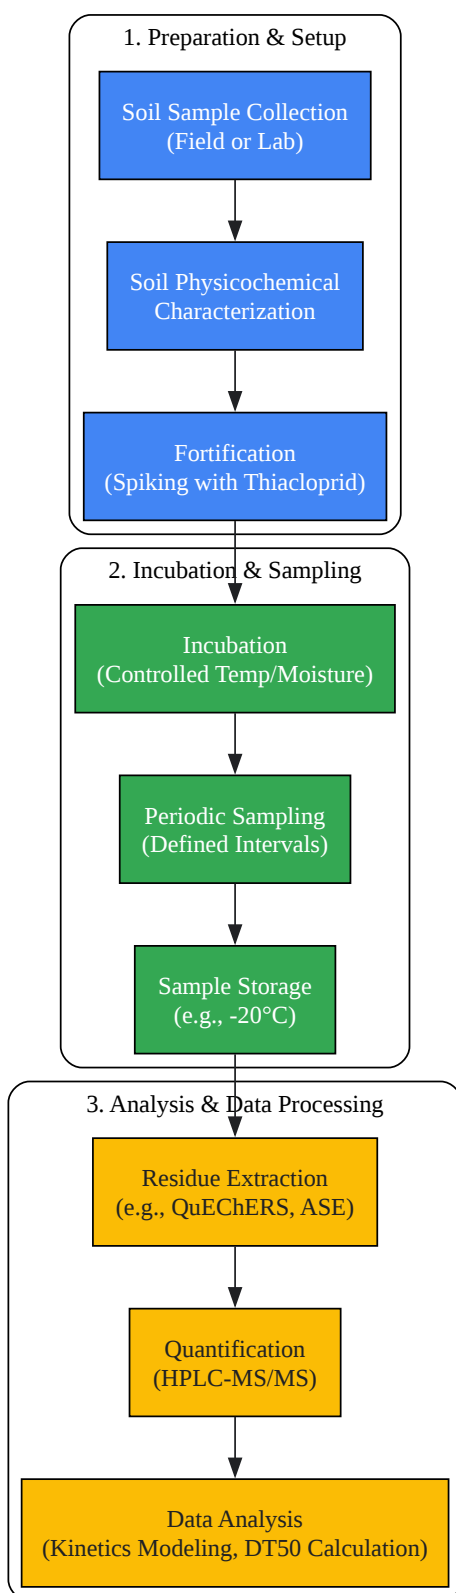 1. Preparation & Setup
Soil Sample Collection
(Field or Lab)
Soil Physicochemical
Characterization
Fortification
(Spiking with Thiacloprid)
2. Incubation & Sampling
Incubation
(Controlled Temp/Moisture)
Periodic Sampling
(Defined Intervals)
Sample Storage
(e.g., -20°C)
3. Analysis & Data Processing
Residue Extraction
(e.g., QuEChERS, ASE)
Quantification
(HPLC-MS/MS)
Data Analysis
(Kinetics Modeling, DT50 Calculation)